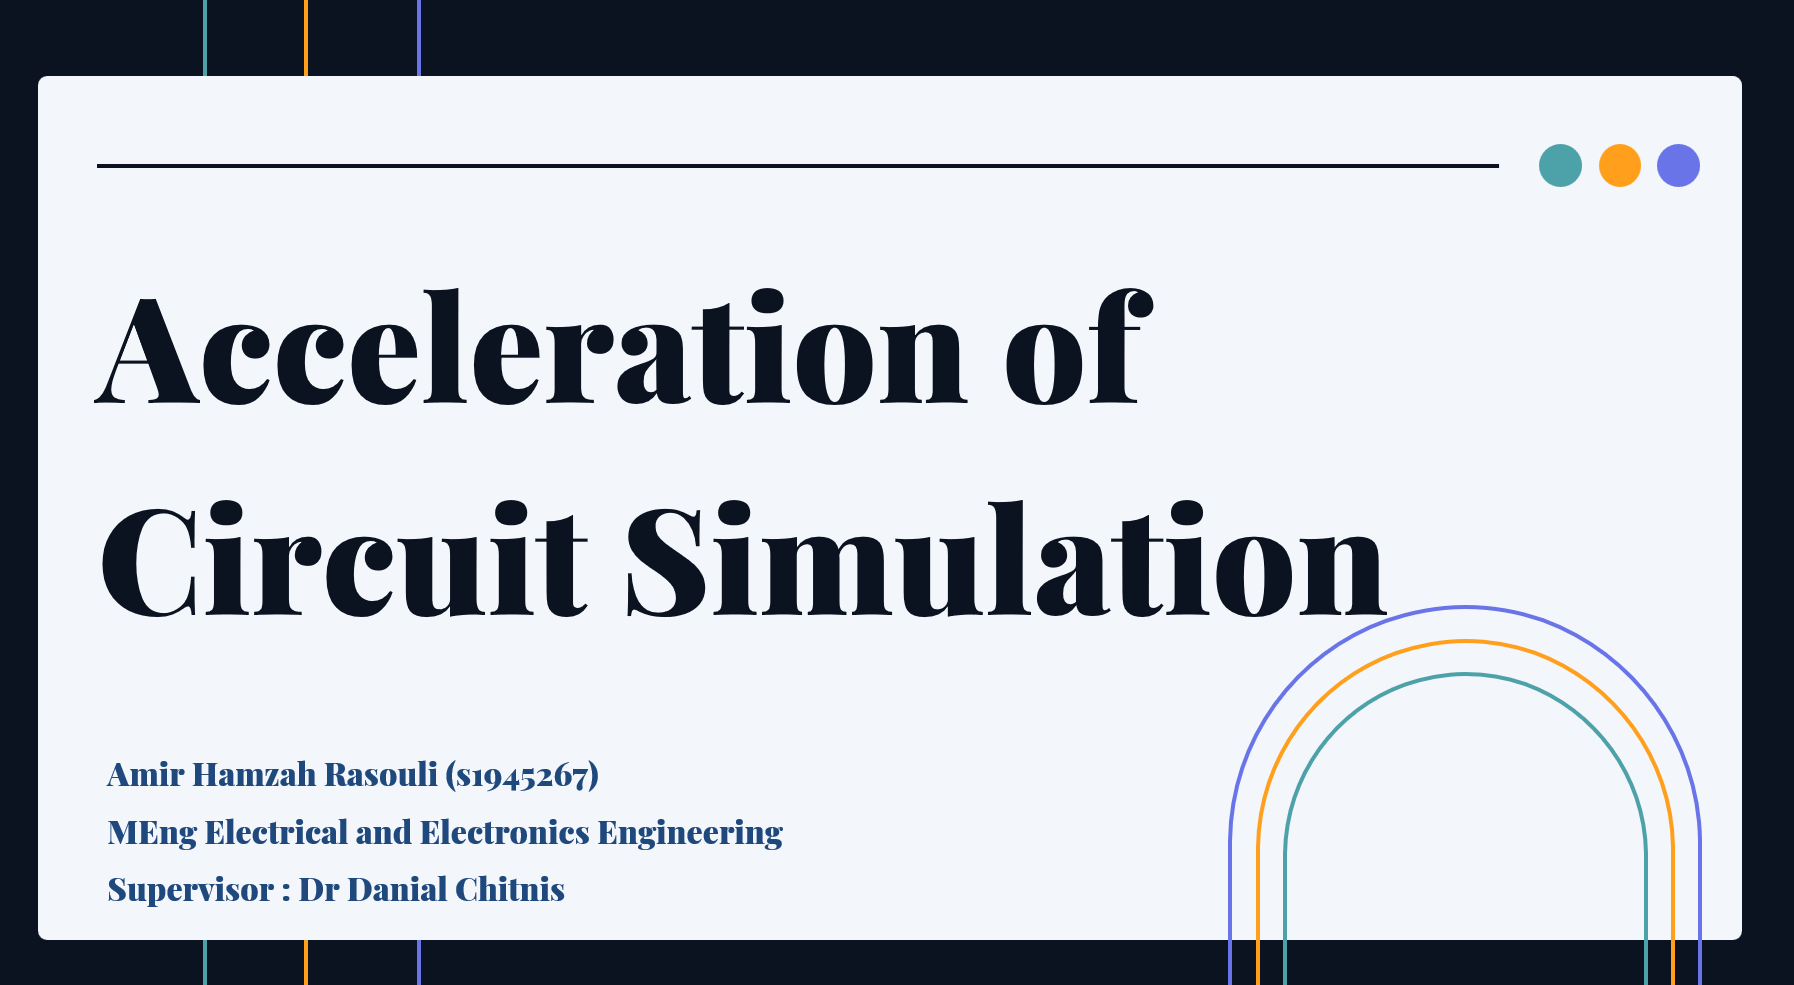 Acceleration of
Circuit Simulation
Amir Hamzah Rasouli (s1945267)
MEng Electrical and Electronics Engineering
Supervisor : Dr Danial Chitnis